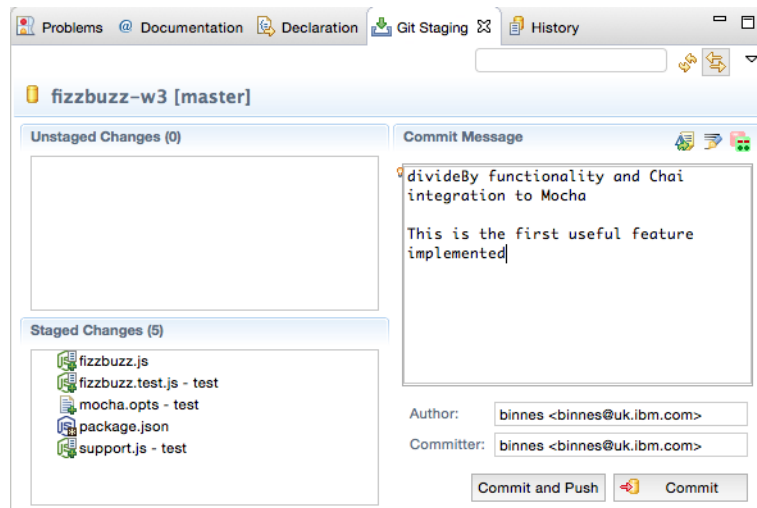 Problems @ Documentation Declaration Git Staging History
fizzbuzz-w3 [master]
Unstaged Changes (0)
Commit Message
divideBy functionality and Chai
integration to Mocha
This is the first useful feature
implemented
Staged Changes (5)
fizzbuzz.js
fizzbuzz.test.js - test
mocha.opts - test
package.json
support.js - test
Author: binnes <binnes@uk.ibm.com>
Committer: binnes <binnes@uk.ibm.com>
Commit and Push Commit